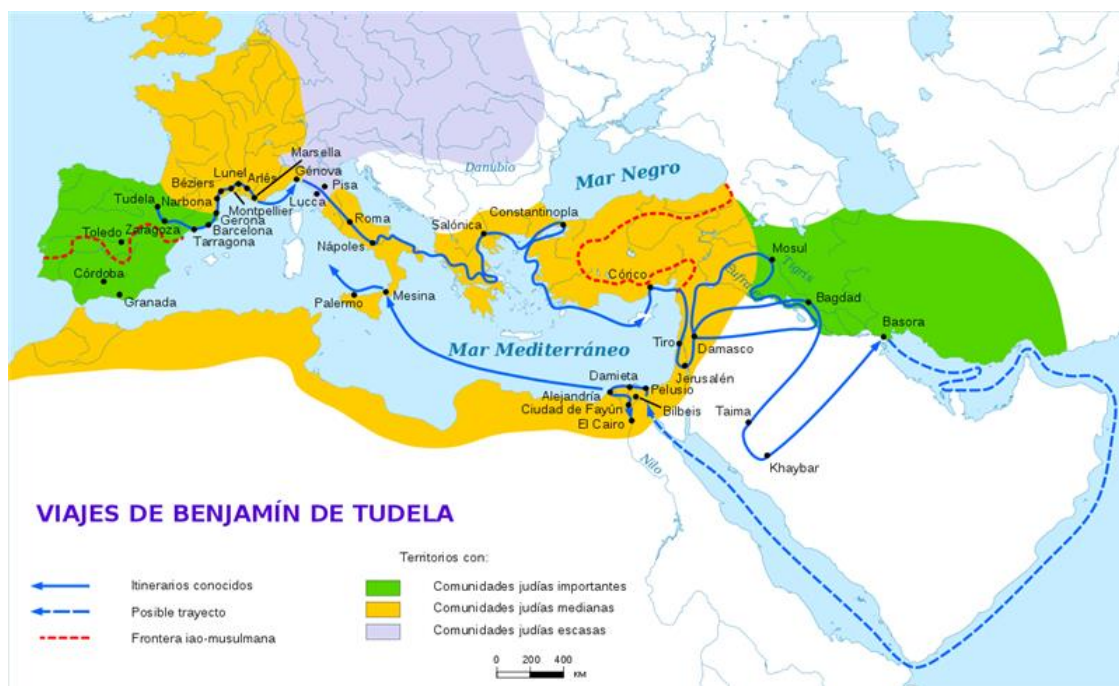 Danubio
Mar Negro
Marsella
Génova
Lunel
Arlés
Béziers
Pisa
Tudela
Narbona
Montpellier
Lucca
Gerona
Roma
Salónica
Constantinopla
Toledo
Zaragoza
Barcelona
Tarragona
Nápoles
Mosul
Córico
Eufrates
Tigris
Córdoba
Granada
Palermo
Mesina
Bagdad
Basora
Mar Mediterráneo
Tiro
Damasco
Jerusalén
Damieta
Pelusio
Alejandría
Ciudad de Fayún
Bilbeis
El Cairo
Taima
Khaybar
Nilo
VIAJES DE BENJAMÍN DE TUDELA
Itinerarios conocidos
Posible trayecto
Frontera iao-musulmana
Territorios con:
Comunidades judías importantes
Comunidades judías medianas
Comunidades judías escasas
0 200 400
KM